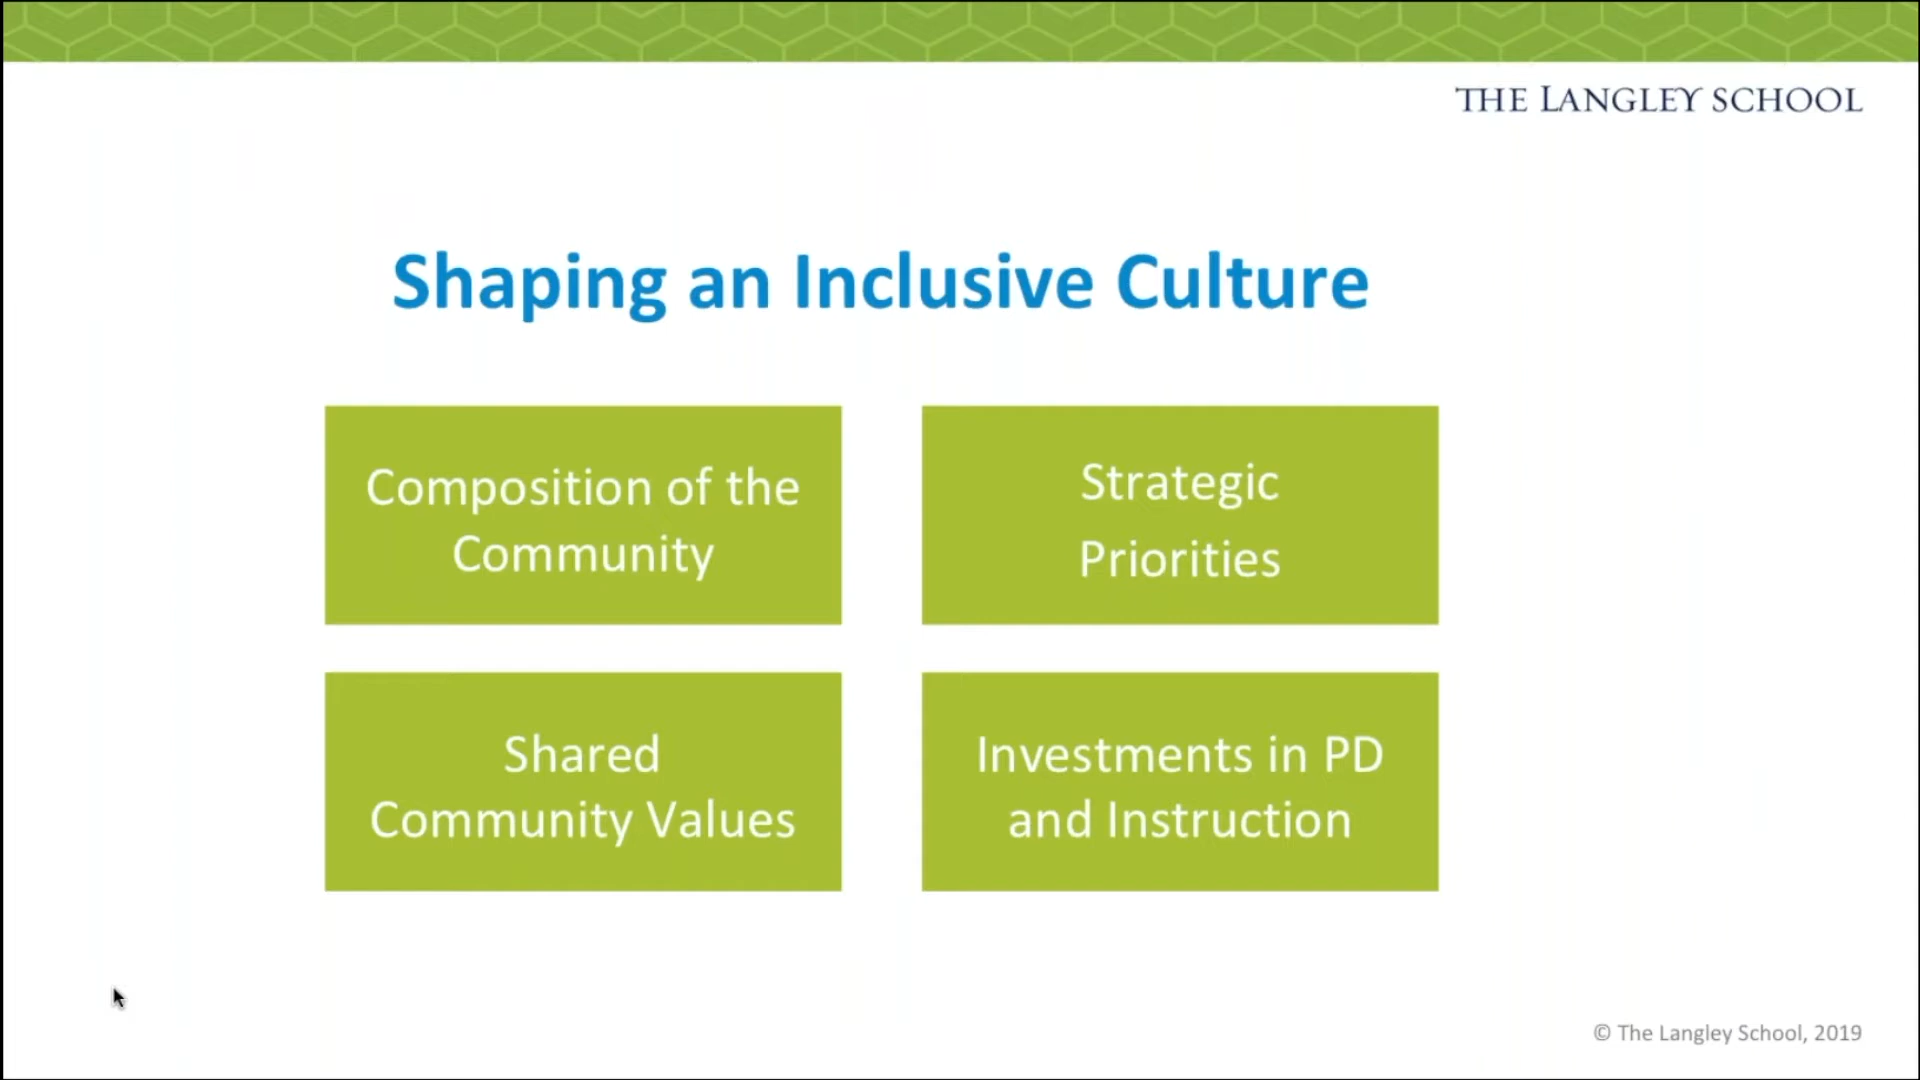 THE LANGLEY SCHOOL
Shaping an Inclusive Culture
Composition of the
Community
Strategic
Priorities
Shared
Community Values
Investments in PD
and Instruction
© The Langley School, 2019